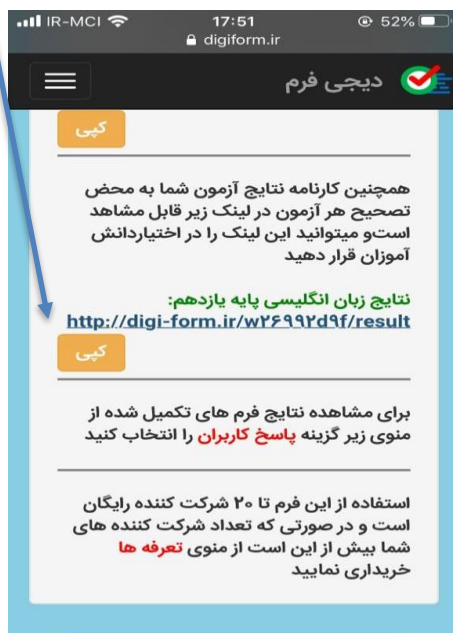 IR-MCI 17:51 52%
digiform.ir
دیجی فرم
کپی
همچنین کارنامه نتایج آزمون شما به محض
تصحیح هر آزمون در لینک زیر قابل مشاهد
استو میتوانید این لینک را در اختیاردانش
آموزان قرار دهید
نتایج زبان انگلیسی پایه یازدهم:
http://digi-form.ir/w۲۶۹۹۲d۹f/result
کپی
برای مشاهده نتایج فرم های تکمیل شده از
منوی زیر گزینه پاسخ کاربران را انتخاب کنید
استفاده از این فرم تا ۲۰ شرکت کننده رایگان
است و در صورتی که تعداد شرکت کننده های
شما بیش از این است از منوی تعرفه ها
خریداری نمایید